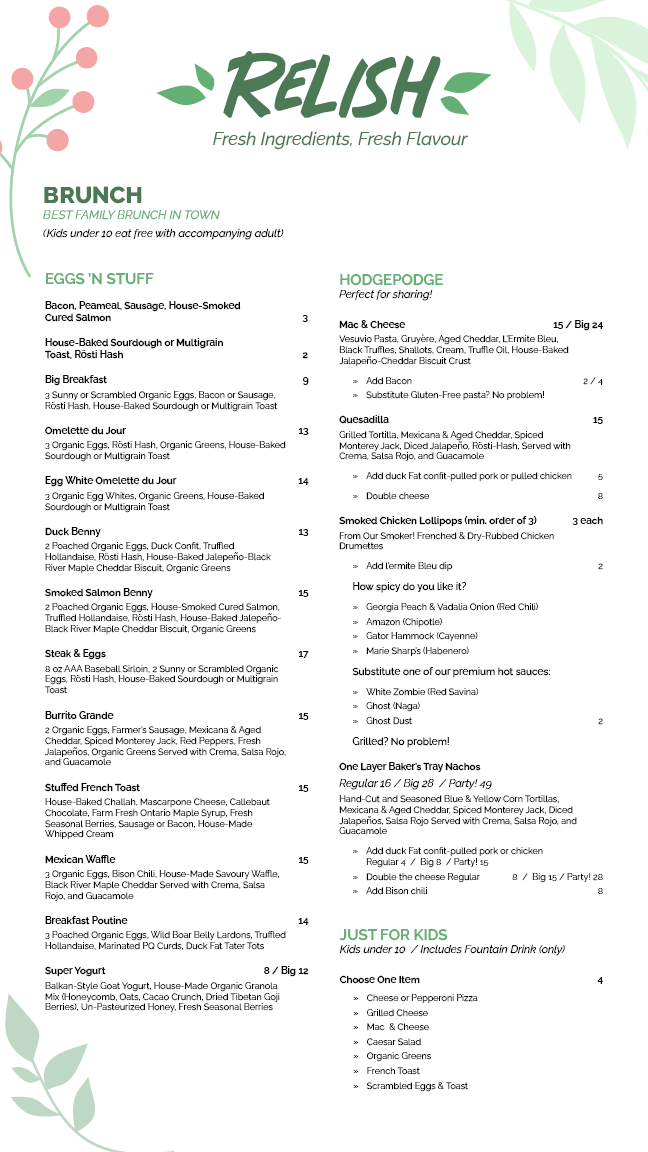 RELISH
Fresh Ingredients, Fresh Flavour
BRUNCH
BEST FAMILY BRUNCH IN TOWN
(Kids under 10 eat free with accompanying adult)
EGGS 'N STUFF
Bacon, Peameal, Sausage, House-Smoked
Cured Salmon 3
House-Baked Sourdough or Multigrain
Toast, Rösti Hash 2
Big Breakfast 9
3 Sunny or Scrambled Organic Eggs, Bacon or Sausage,
Rösti Hash, House-Baked Sourdough or Multigrain Toast
Omelette du Jour 13
3 Organic Eggs, Rösti Hash, Organic Greens, House-Baked
Sourdough or Multigrain Toast
Egg White Omelette du Jour 14
3 Organic Egg Whites, Organic Greens, House-Baked
Sourdough or Multigrain Toast
Duck Benny 13
2 Poached Organic Eggs, Duck Confit, Truffled
Hollandaise, Rösti Hash, House-Baked Jalepeño-Black
River Maple Cheddar Biscuit, Organic Greens
Smoked Salmon Benny 15
2 Poached Organic Eggs, House-Smoked Cured Salmon,
Truffled Hollandaise, Rösti Hash, House-Baked Jalepeño-
Black River Maple Cheddar Biscuit, Organic Greens
Steak & Eggs 17
8 oz AAA Baseball Sirloin, 2 Sunny or Scrambled Organic
Eggs, Rösti Hash, House-Baked Sourdough or Multigrain
Toast
Burrito Grande 15
2 Organic Eggs, Farmer's Sausage, Mexicana & Aged
Cheddar, Spiced Monterey Jack, Red Peppers, Fresh
Jalapeños, Organic Greens Served with Crema, Salsa Rojo,
and Guacamole
Stuffed French Toast 15
House-Baked Challah, Mascarpone Cheese, Callebaut
Chocolate, Farm Fresh Ontario Maple Syrup, Fresh
Seasonal Berries, Sausage or Bacon, House-Made
Whipped Cream
Mexican Waffle 15
3 Organic Eggs, Bison Chili, House-Made Savoury Waffle,
Black River Maple Cheddar Served with Crema, Salsa
Rojo, and Guacamole
Breakfast Poutine 14
3 Poached Organic Eggs, Wild Boar Belly Lardons, Truffled
Hollandaise, Marinated PQ Curds, Duck Fat Tater Tots
Super Yogurt 8 / Big 12
Balkan-Style Goat Yogurt, House-Made Organic Granola
Mix (Honeycomb, Oats, Cacao Crunch, Dried Tibetan Goji
Berries), Un-Pasteurized Honey, Fresh Seasonal Berries
HODGEPODGE
Perfect for sharing!
Mac & Cheese 15 / Big 24
Vesuvio Pasta, Gruyère, Aged Cheddar, L'Ermite Bleu,
Black Truffles, Shallots, Cream, Truffle Oil, House-Baked
Jalapeño-Cheddar Biscuit Crust
» Add Bacon 2 / 4
» Substitute Gluten-Free pasta? No problem!
Quesadilla 15
Grilled Tortilla, Mexicana & Aged Cheddar, Spiced
Monterey Jack, Diced Jalapeño, Rösti-Hash, Served with
Crema, Salsa Rojo, and Guacamole
» Add duck Fat confit-pulled pork or pulled chicken 5
» Double cheese 8
Smoked Chicken Lollipops (min. order of 3) 3 each
From Our Smoker! Frenched & Dry-Rubbed Chicken
Drumettes
» Add l'ermite Bleu dip 2
How spicy do you like it?
» Georgia Peach & Vadalia Onion (Red Chili)
» Amazon (Chipotle)
» Gator Hammock (Cayenne)
» Marie Sharp's (Habenero)
Substitute one of our premium hot sauces:
» White Zombie (Red Savina)
» Ghost (Naga)
» Ghost Dust 2
Grilled? No problem!
One Layer Baker's Tray Nachos
Regular 16 / Big 28 / Party! 49
Hand-Cut and Seasoned Blue & Yellow Corn Tortillas,
Mexicana & Aged Cheddar, Spiced Monterey Jack, Diced
Jalapeños, Salsa Rojo Served with Crema, Salsa Rojo, and
Guacamole
» Add duck Fat confit-pulled pork or chicken
Regular 4 / Big 8 / Party! 15
» Double the cheese Regular 8 / Big 15 / Party! 28
» Add Bison chili 8
JUST FOR KIDS
Kids under 10 / Includes Fountain Drink (only)
Choose One Item 4
» Cheese or Pepperoni Pizza
» Grilled Cheese
» Mac & Cheese
» Caesar Salad
» Organic Greens
» French Toast
» Scrambled Eggs & Toast